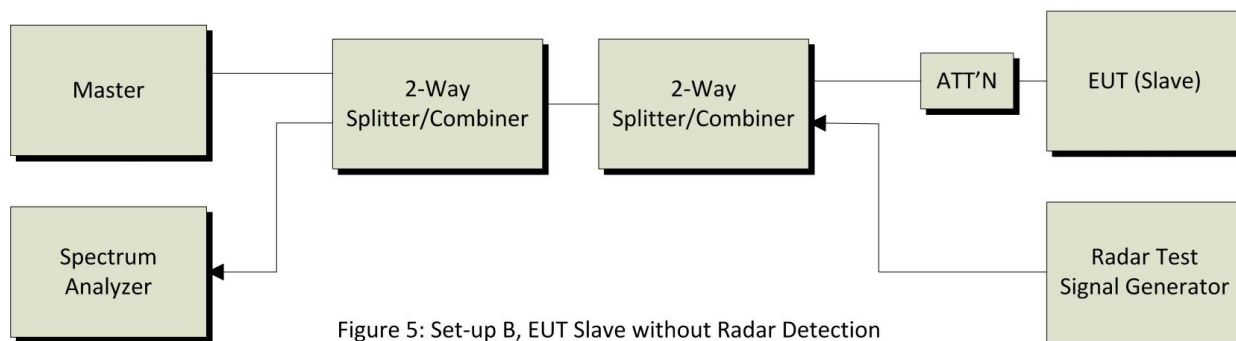 Master
2-Way
Splitter/Combiner
2-Way
Splitter/Combiner
ATT’N
EUT (Slave)
Spectrum
Analyzer
Radar Test
Signal Generator
Figure 5: Set-up B, EUT Slave without Radar Detection